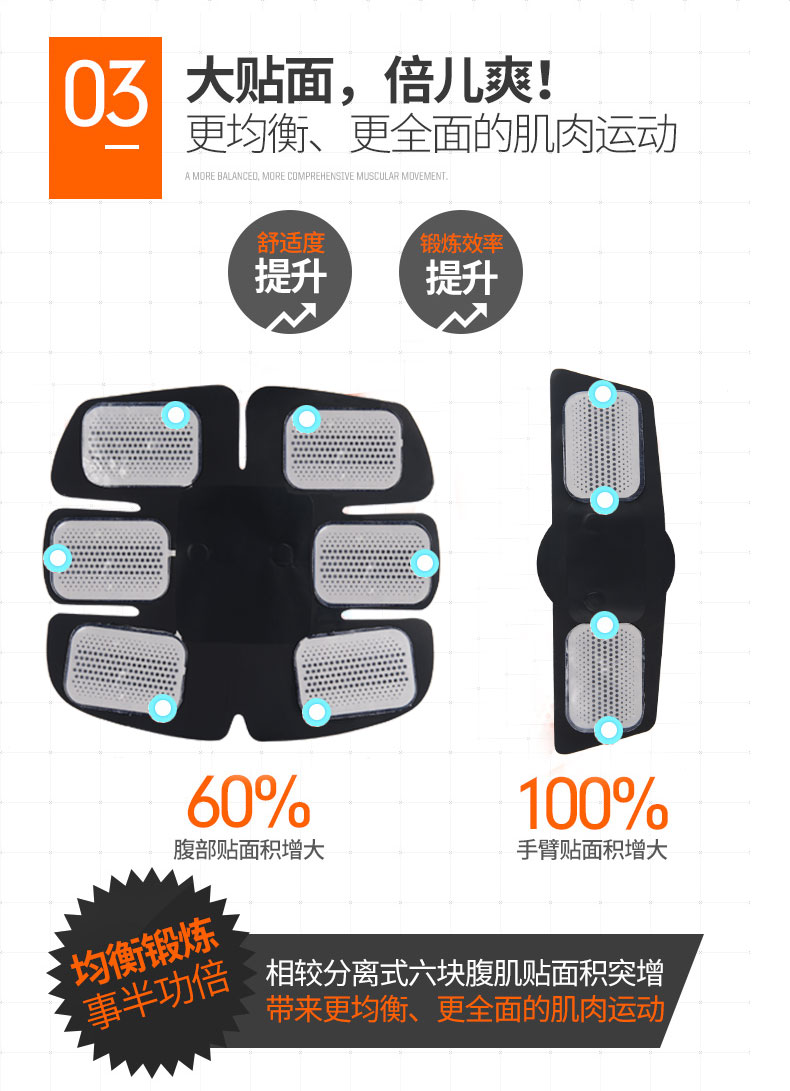 03
大贴面，倍儿爽！
更均衡、更全面的肌肉运动
A MORE BALANCED, MORE COMPREHENSIVE MUSCULAR MOVEMENT.
舒适度
提升
锻炼效率
提升
60%
腹部贴面积增大
100%
手臂贴面积增大
均衡锻炼
事半功倍
相较分离式六块腹肌贴面积突增
带来更均衡、更全面的肌肉运动